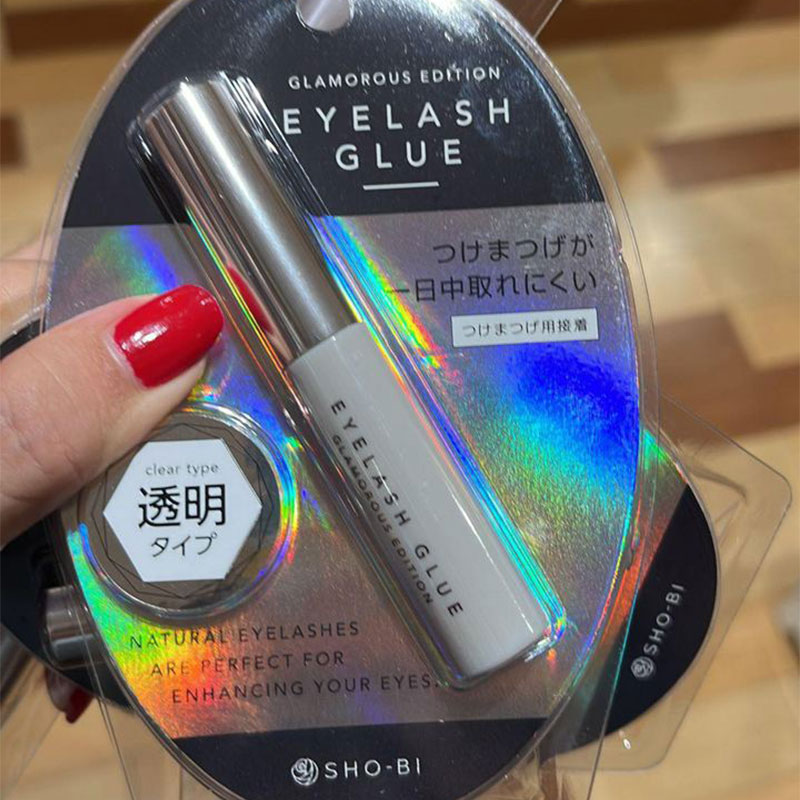 GLAMOROUS EDITION
EYELASH
GLUE
つけまつげが
一日中取れにくい
つけまつげ用接着
EYELASH GLUE
GLAMOROUS EDITION
clear type
透明
タイプ
NATURAL EYELASHES
ARE PERFECT FOR
ENHANCING YOUR EYES.
SHO-BI
SHO-BI